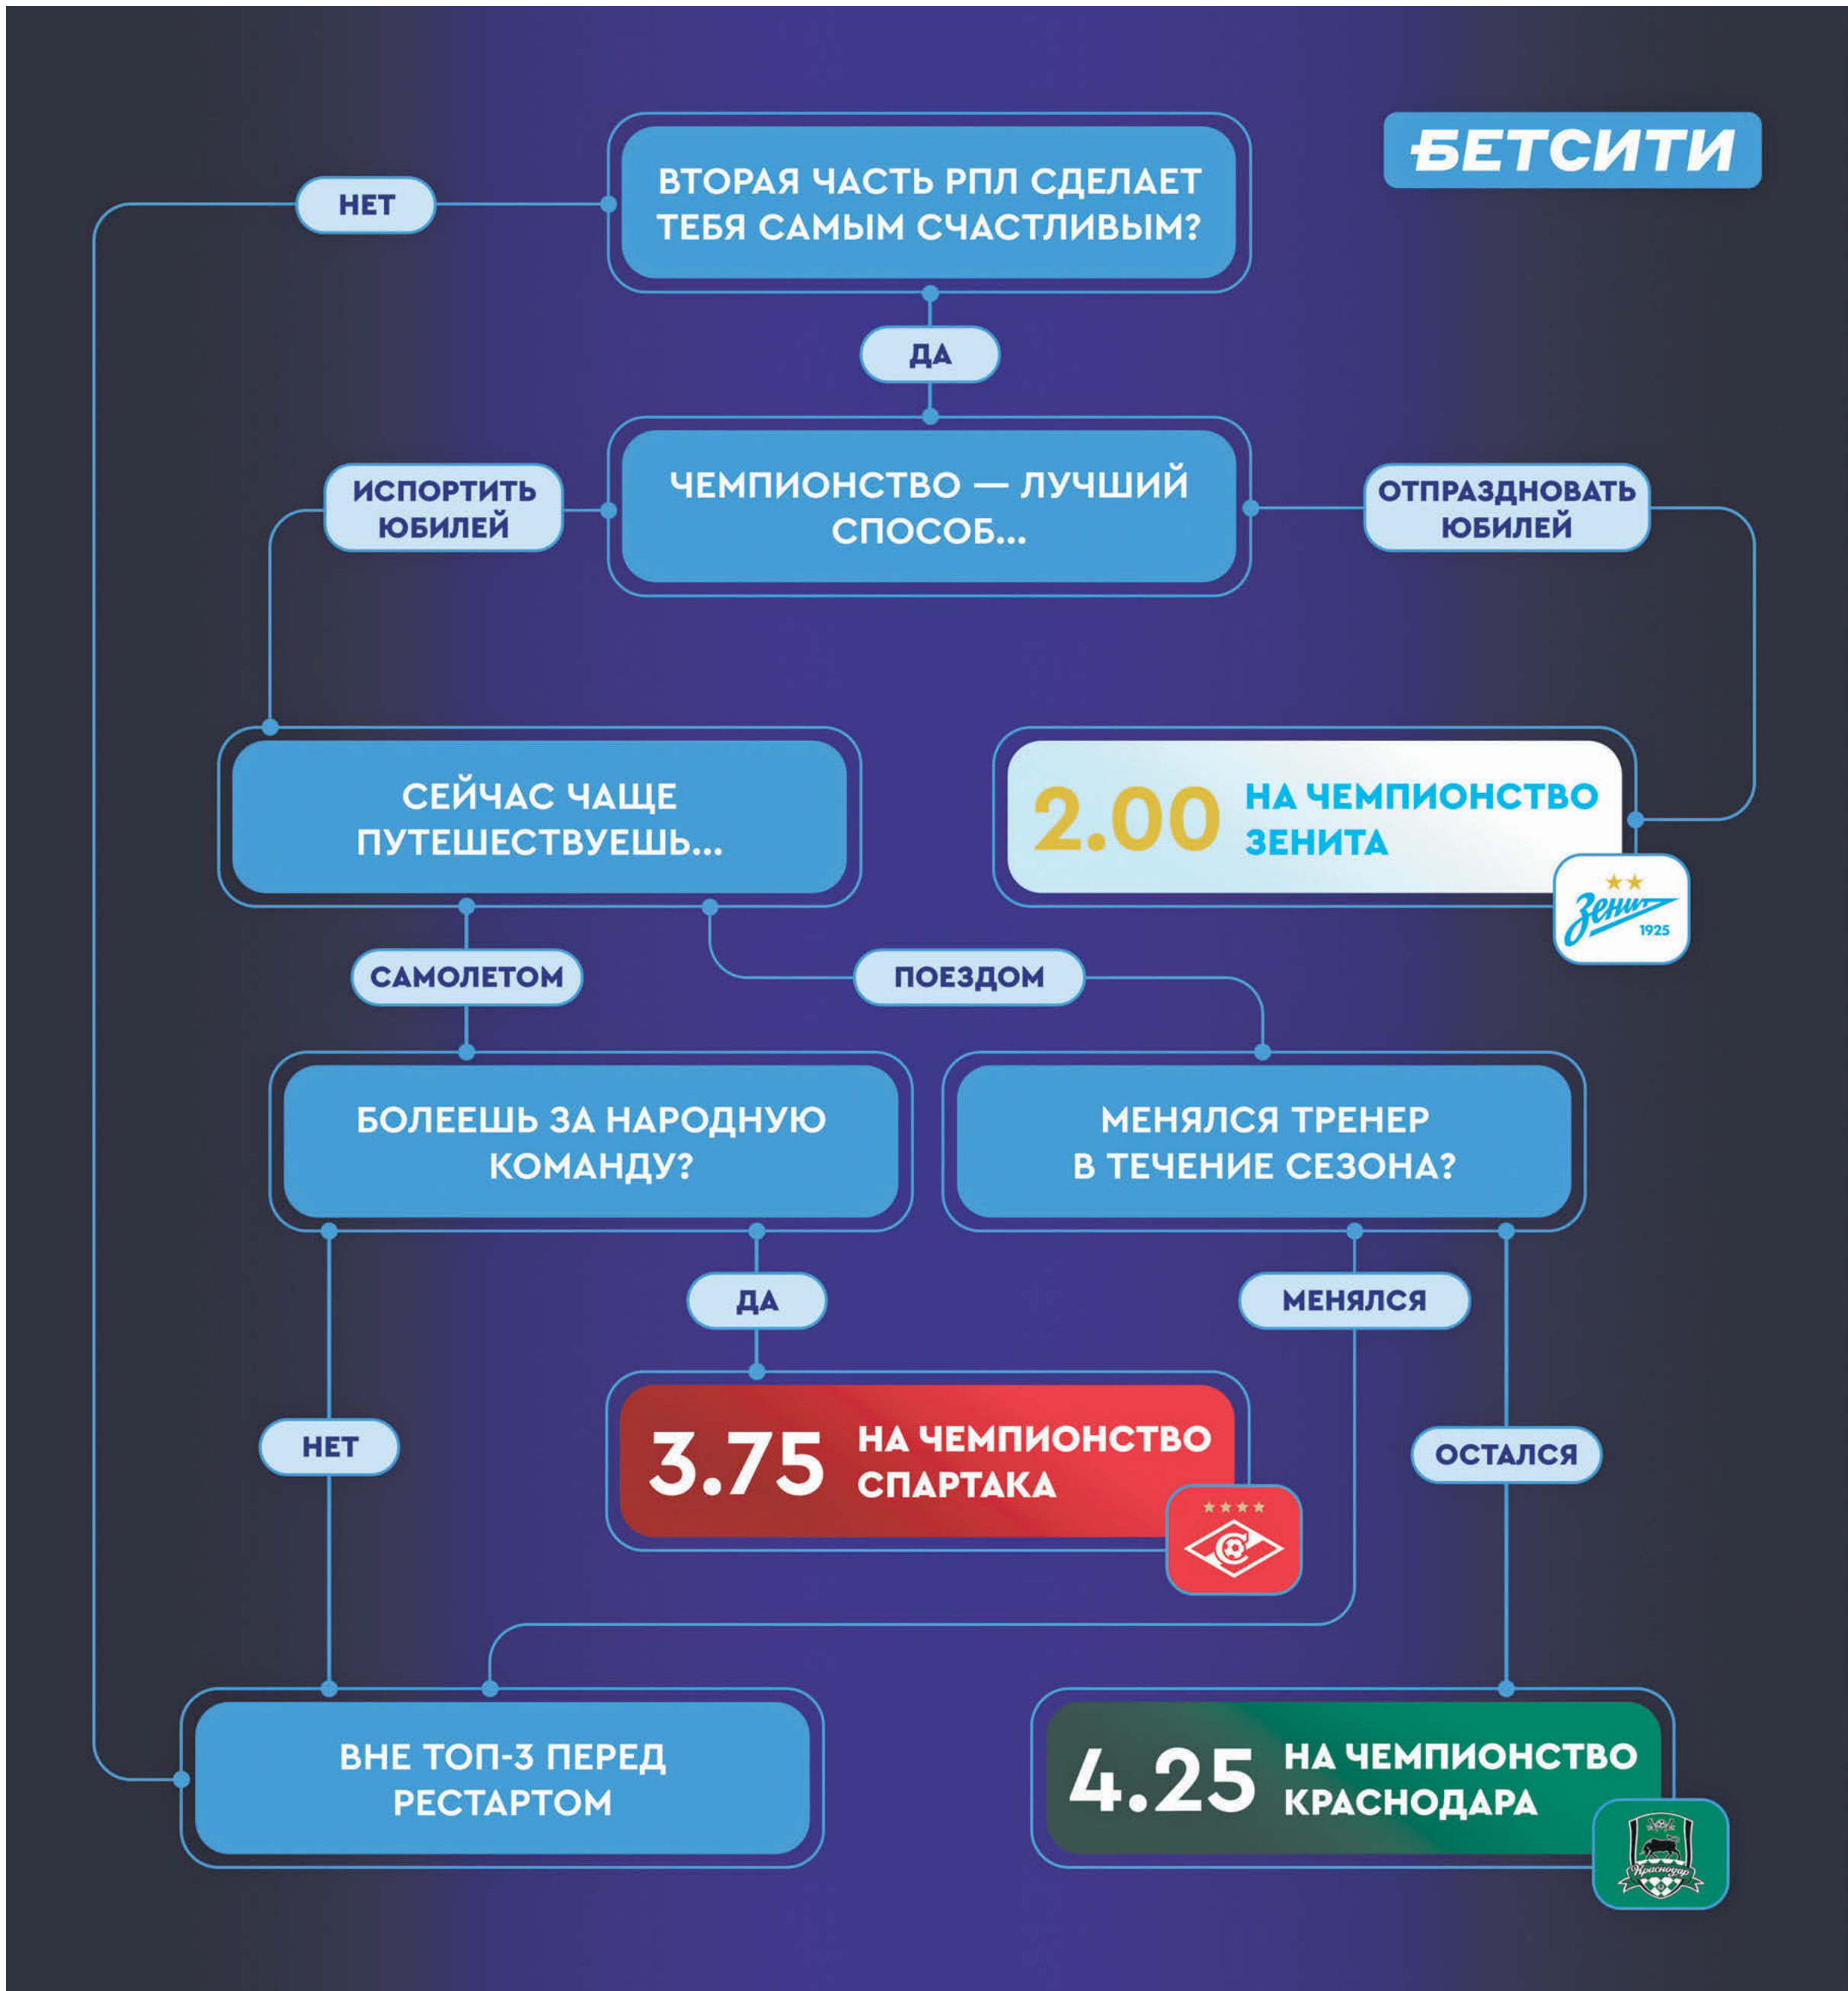 БЕТСИТИ
ВТОРАЯ ЧАСТЬ РПЛ СДЕЛАЕТ
ТЕБЯ САМЫМ СЧАСТЛИВЫМ?
НЕТ
ДА
ЧЕМПИОНСТВО — ЛУЧШИЙ
СПОСОБ...
ИСПОРТИТЬ
ЮБИЛЕЙ
ОТПРАЗДНОВАТЬ
ЮБИЛЕЙ
СЕЙЧАС ЧАЩЕ
ПУТЕШЕСТВУЕШЬ...
2.00
НА ЧЕМПИОНСТВО
ЗЕНИТА
Зенит
1925
САМОЛЕТОМ
ПОЕЗДОМ
БОЛЕЕШЬ ЗА НАРОДНУЮ
КОМАНДУ?
МЕНЯЛСЯ ТРЕНЕР
В ТЕЧЕНИЕ СЕЗОНА?
ДА
МЕНЯЛСЯ
НЕТ
ОСТАЛСЯ
3.75
НА ЧЕМПИОНСТВО
СПАРТАКА
С
ВНЕ ТОП-3 ПЕРЕД
РЕСТАРТОМ
4.25
НА ЧЕМПИОНСТВО
КРАСНОДАРА
Краснодар